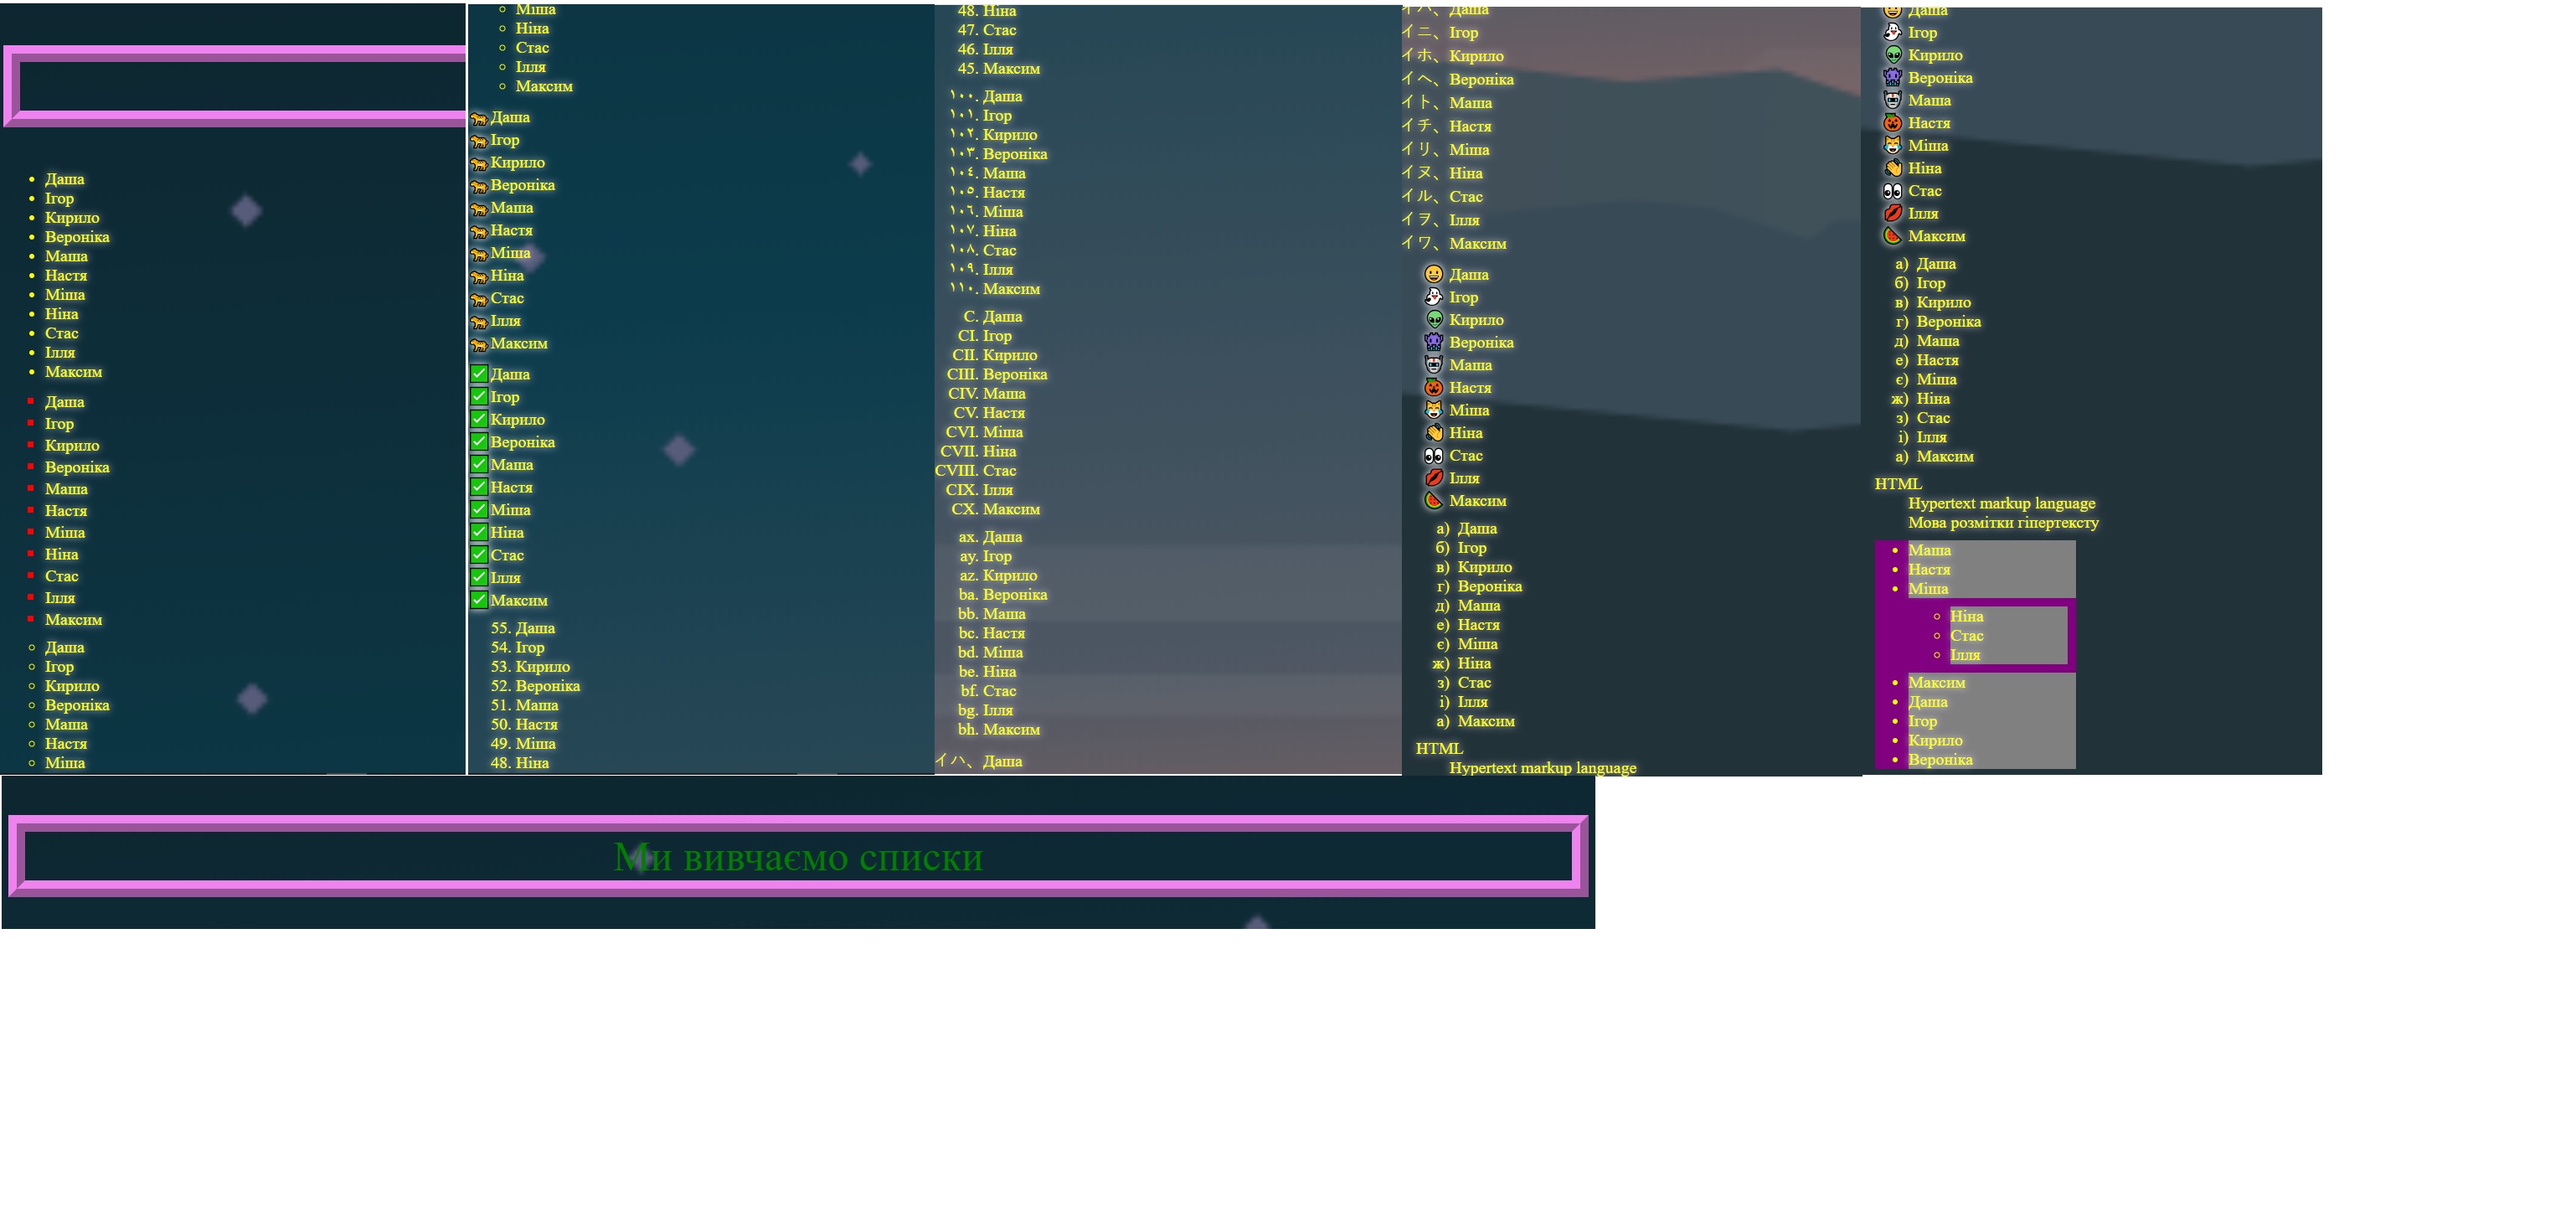 Даша
Ігор
Кирило
Вероніка
Маша
Настя
Міша
Ніна
Стас
Ілля
Максим
Даша
Ігор
Кирило
Вероніка
Маша
Настя
Міша
Ніна
Стас
Ілля
Максим
Даша
Ігор
Кирило
Вероніка
Маша
Настя
Міша
Міша
Ніна
Стас
Ілля
Максим
Даша
Ігор
Кирило
Вероніка
Маша
Настя
Міша
Ніна
Стас
Ілля
Максим
Даша
Ігор
Кирило
Вероніка
Маша
Настя
Міша
Ніна
Стас
Ілля
Максим
55. Даша
54. Ігор
53. Кирило
52. Вероніка
51. Маша
50. Настя
49. Міша
48. Ніна
48. Ніна
47. Стас
46. Ілля
45. Максим
١٠٠. Даша
١٠١. Ігор
١٠٢. Кирило
١٠٣. Вероніка
١٠٤. Маша
١٠٥. Настя
١٠٦. Міша
١٠٧. Ніна
١٠٨. Стас
١٠٩. Ілля
١١٠. Максим
C. Даша
CI. Ігор
CII. Кирило
CIII. Вероніка
CIV. Маша
CV. Настя
CVI. Міша
CVII. Ніна
CVIII. Стас
CIX. Ілля
CX. Максим
ax. Даша
ay. Ігор
az. Кирило
ba. Вероніка
bb. Маша
bc. Настя
bd. Міша
be. Ніна
bf. Стас
bg. Ілля
bh. Максим
イハ、Даша
イハ、Даша
イニ、Ігор
イホ、Кирило
イヘ、Вероніка
イト、Маша
イチ、Настя
イリ、Міша
イヌ、Ніна
イル、Стас
イヲ、Ілля
イワ、Максим
Даша
Ігор
Кирило
Вероніка
Маша
Настя
Міша
Ніна
Стас
Ілля
Максим
а) Даша
б) Ігор
в) Кирило
г) Вероніка
д) Маша
е) Настя
є) Міша
ж) Ніна
з) Стас
і) Ілля
а) Максим
HTML
Hypertext markup language
Даша
Ігор
Кирило
Вероніка
Маша
Настя
Міша
Ніна
Стас
Ілля
Максим
а) Даша
б) Ігор
в) Кирило
г) Вероніка
д) Маша
е) Настя
є) Міша
ж) Ніна
з) Стас
і) Ілля
а) Максим
HTML
Hypertext markup language
Мова розмітки гіпертексту
Маша
Настя
Міша
Ніна
Стас
Ілля
Максим
Даша
Ігор
Кирило
Вероніка
Ми вивчаємо списки